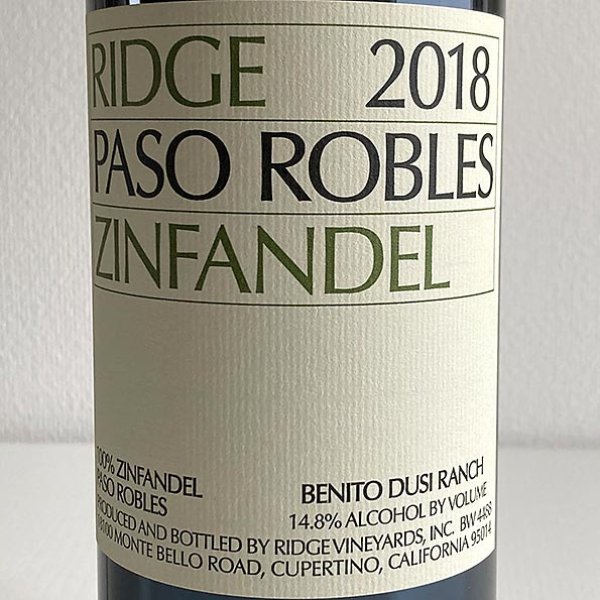 RIDGE 2018
PASO ROBLES
ZINFANDEL
100% ZINFANDEL
PASO ROBLES BENITO DUSI RANCH
14.8% ALCOHOL BY VOLUME
PRODUCED AND BOTTLED BY RIDGE VINEYARDS, INC. BW 4488
18100 MONTE BELLO ROAD, CUPERTINO, CALIFORNIA 95014